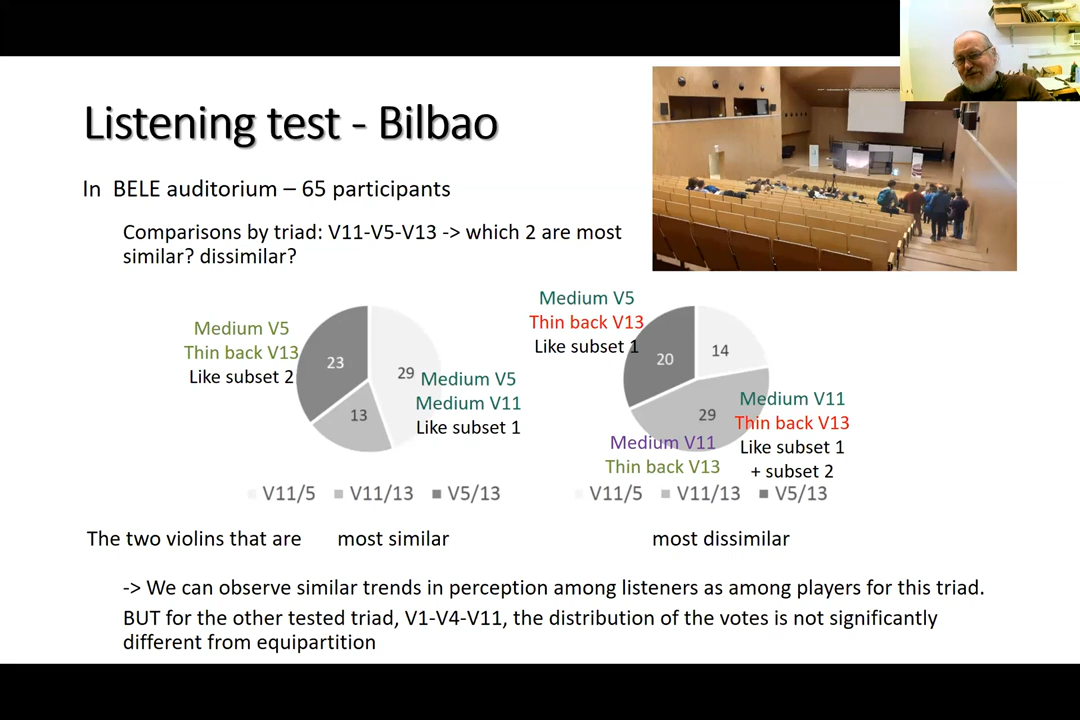 Listening test - Bilbao
In BELE auditorium – 65 participants
Comparisons by triad: V11-V5-V13 -> which 2 are most
similar? dissimilar?
Medium V5
Thin back V13
Like subset 2
23
29
13
Medium V5
Medium V11
Like subset 1
V11/5 V11/13 V5/13
Medium V5
Thin back V13
Like subset 1
20
14
29
Medium V11
Thin back V13
Like subset 1
+ subset 2
Medium V11
Thin back V13
V11/5 V11/13 V5/13
The two violins that are most similar most dissimilar
-> We can observe similar trends in perception among listeners as among players for this triad.
BUT for the other tested triad, V1-V4-V11, the distribution of the votes is not significantly
different from equipartition